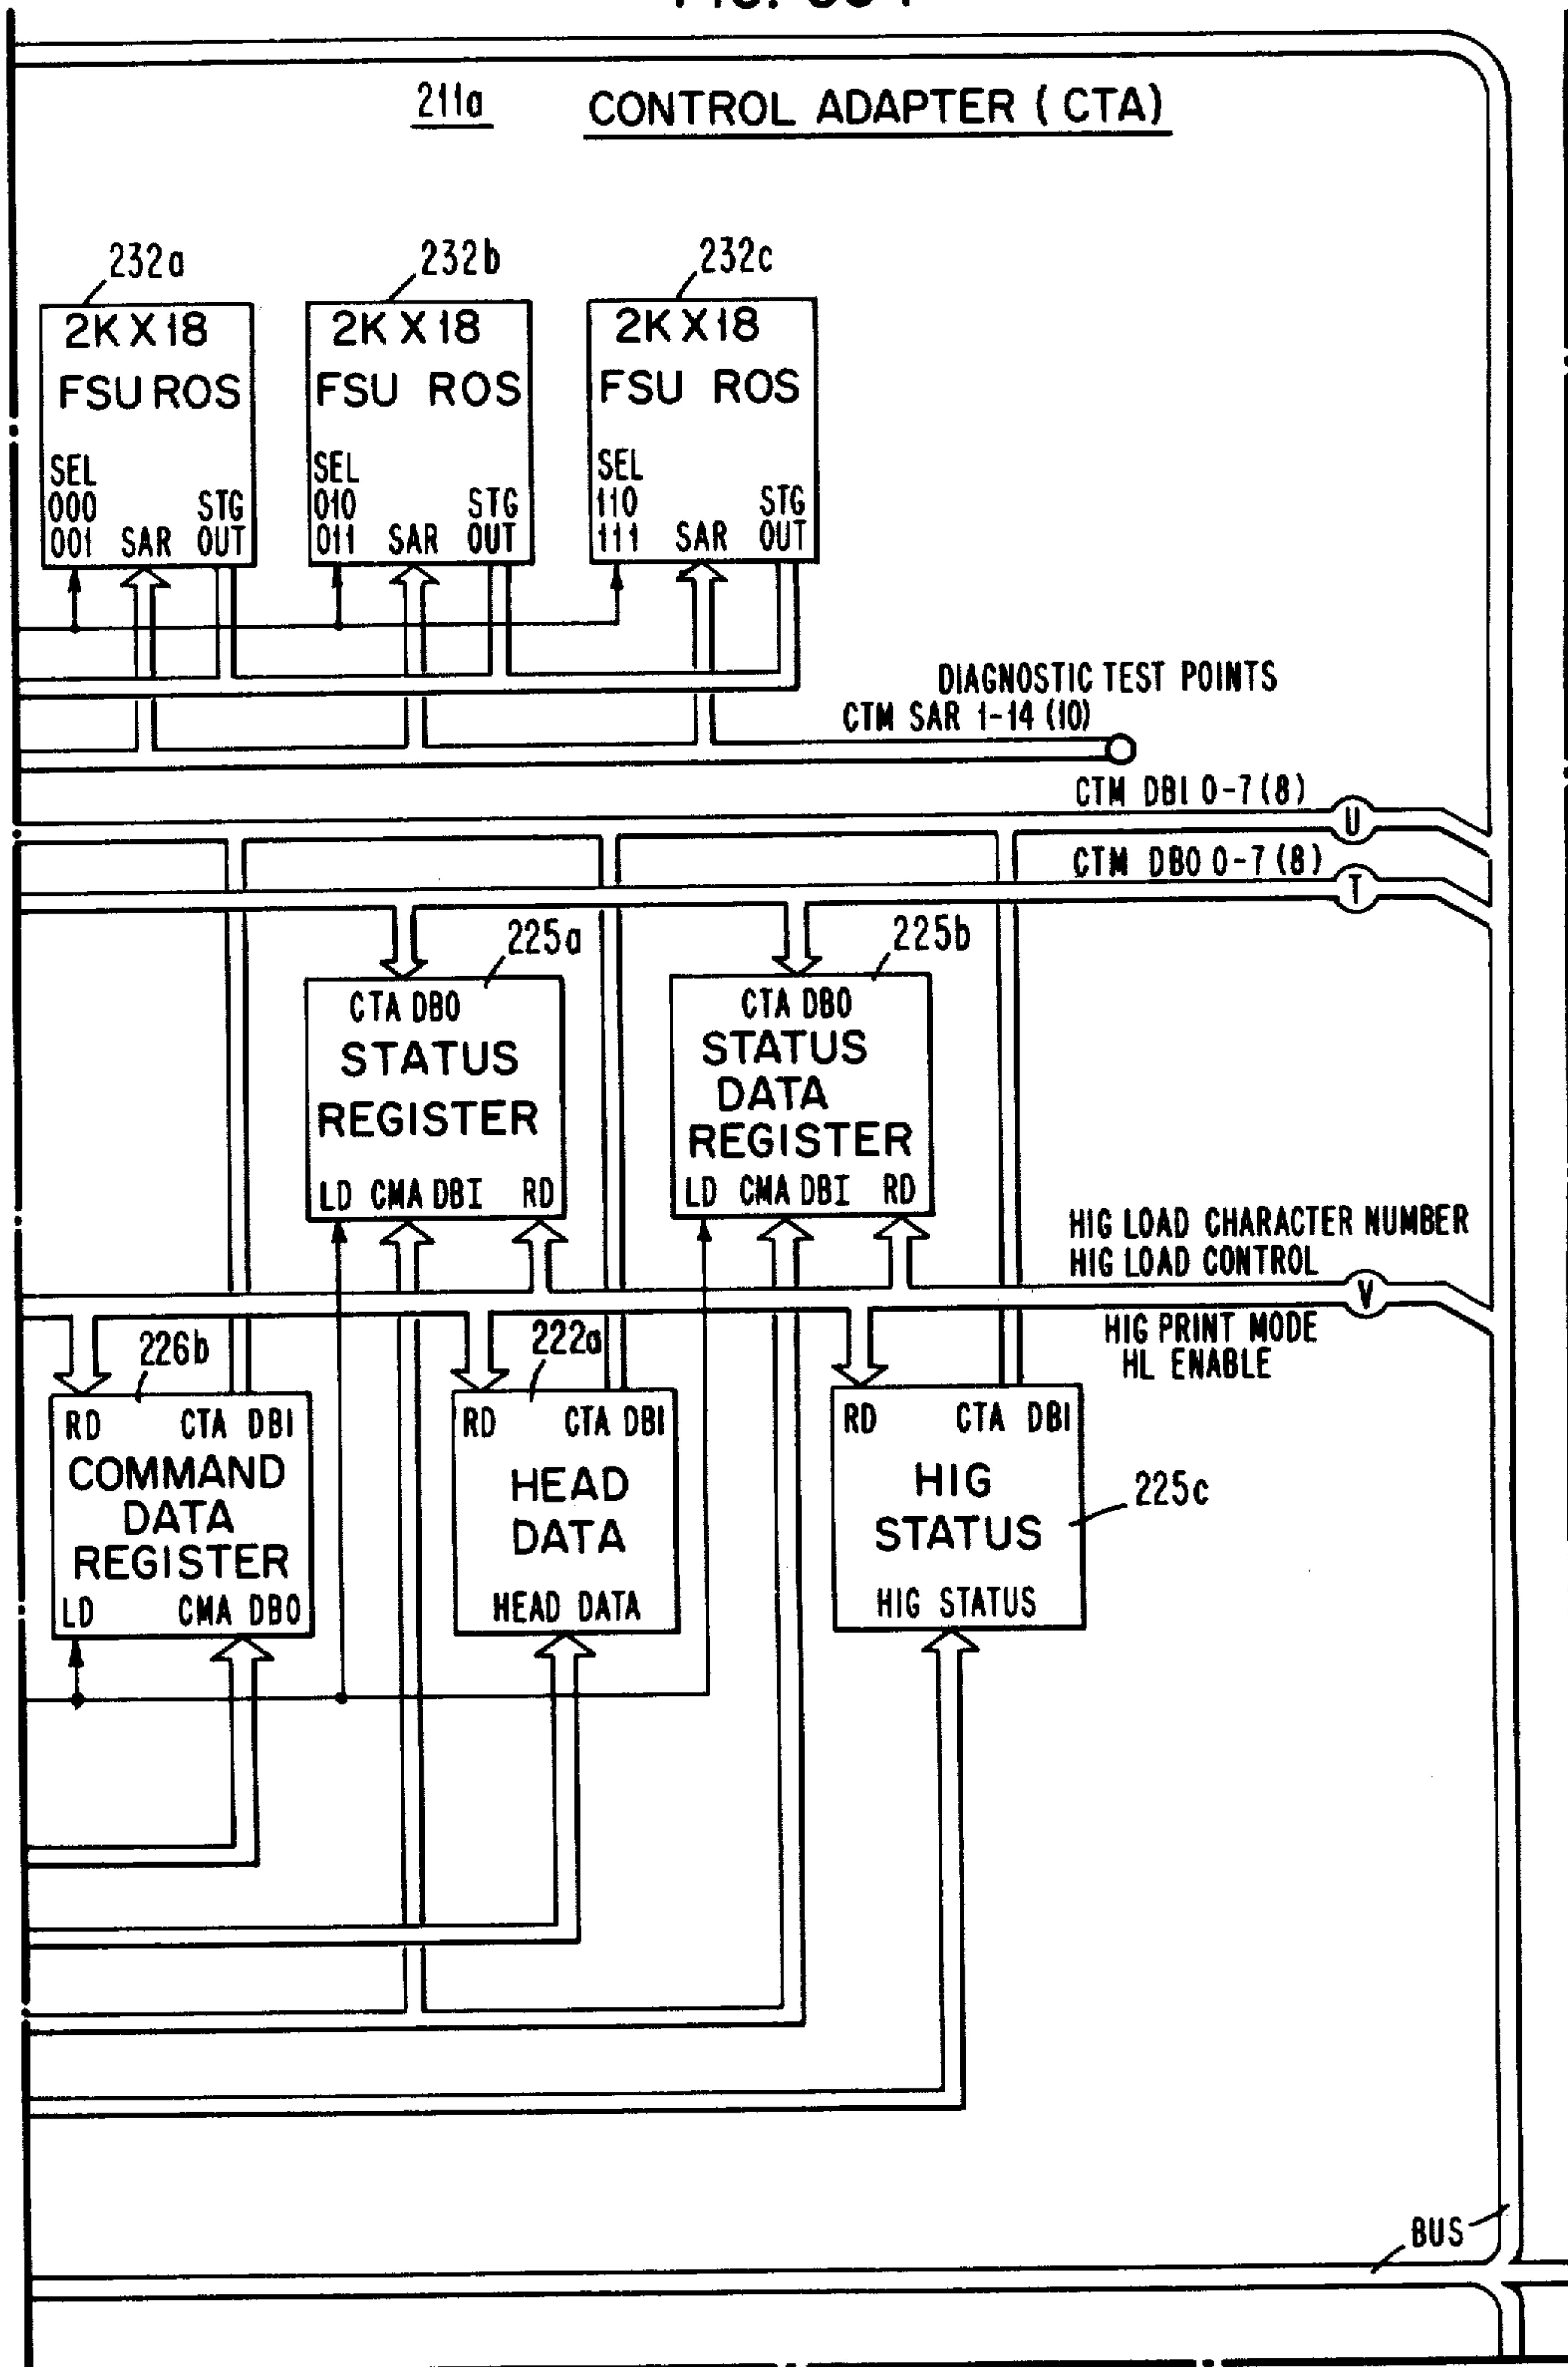 211a CONTROL ADAPTER (CTA)
232a 232b 232c
2K X 18
FSU ROS
SEL
000
001
SAR
STG
OUT
2K X 18
FSU ROS
SEL
010
011
SAR
STG
OUT
2K X 18
FSU ROS
SEL
110
111
SAR
STG
OUT
DIAGNOSTIC TEST POINTS
CTM SAR 1-14 (10)
CTM DBI 0-7 (8)
U
CTM DBO 0-7 (8)
T
225a
CTA DBO
STATUS
REGISTER
LD CMA DBI RD
225b
CTA DBO
STATUS
DATA
REGISTER
LD CMA DBI RD
HIG LOAD CHARACTER NUMBER
HIG LOAD CONTROL
V
HIG PRINT MODE
HL ENABLE
226b
RD CTA DBI
COMMAND
DATA
REGISTER
LD CMA DBO
222a
RD CTA DBI
HEAD
DATA
HEAD DATA
RD CTA DBI
HIG
STATUS
HIG STATUS
225c
BUS